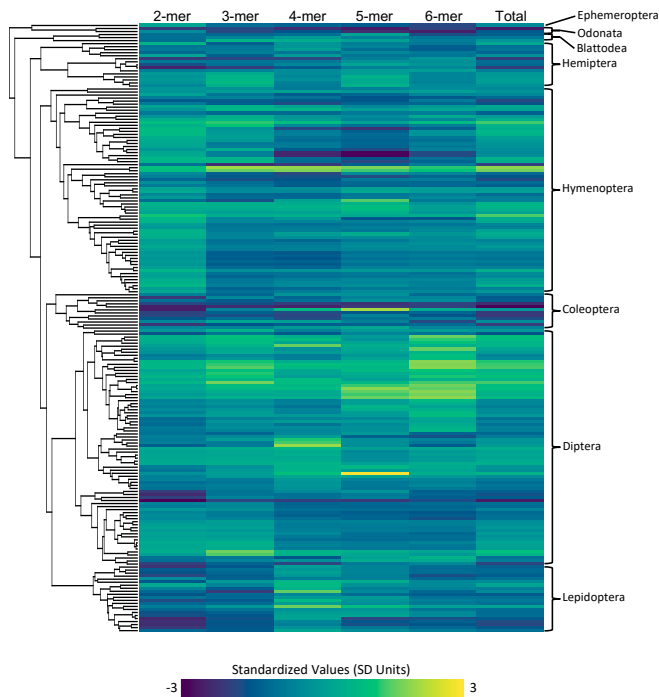 2-mer 3-mer 4-mer 5-mer 6-mer Total
Ephemeroptera
Odonata
Blattodea
Hemiptera
Hymenoptera
Coleoptera
Diptera
Lepidoptera
Standardized Values (SD Units)
-3 3